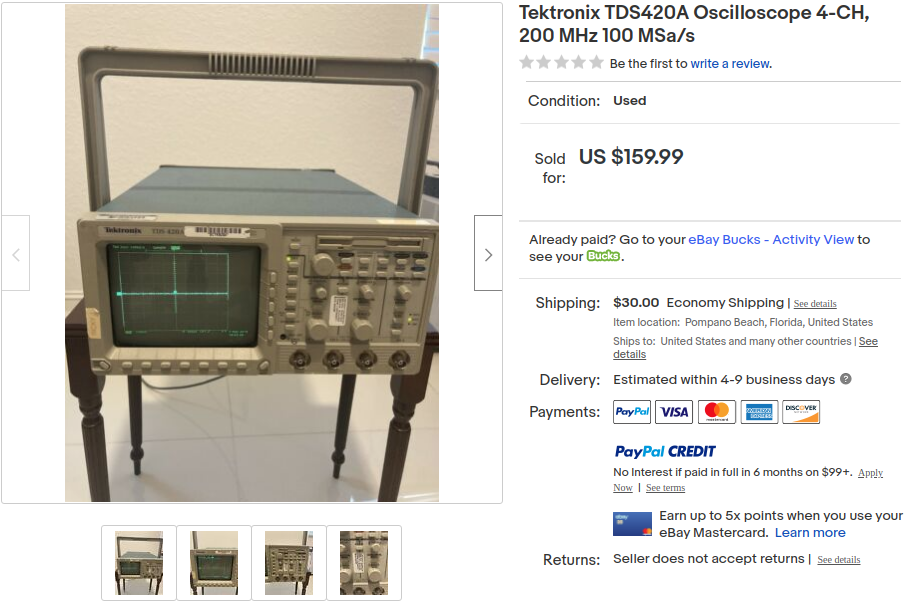 Tektronix TDS420A Oscilloscope 4-CH,
200 MHz 100 MSa/s
Be the first to write a review.
Condition: Used
Sold for: US $159.99
Already paid? Go to your eBay Bucks - Activity View to
see your Bucks.
Shipping: $30.00 Economy Shipping | See details
Item location: Pompano Beach, Florida, United States
Ships to: United States and many other countries | See
details
Delivery: Estimated within 4-9 business days ?
Payments: PayPal VISA mastercard AMERICAN EXPRESS DISCOVER
PayPal CREDIT
No Interest if paid in full in 6 months on $99+. Apply
Now | See terms
ebay
Earn up to 5x points when you use your
eBay Mastercard. Learn more
Returns: Seller does not accept returns | See details
Tektronix